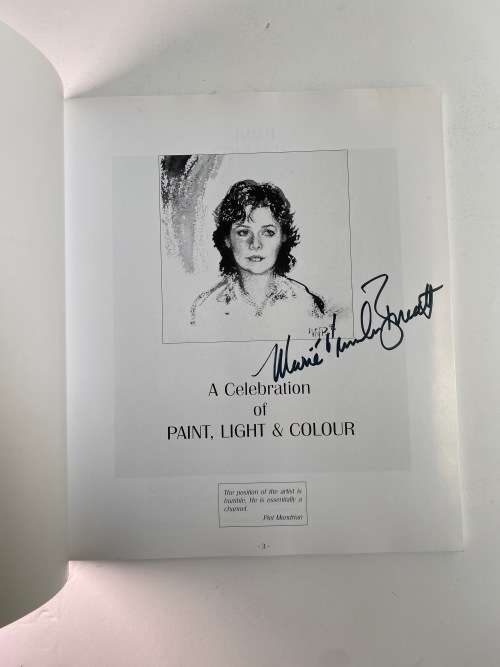 Marié
A Celebration
of
PAINT, LIGHT & COLOUR
The position of the artist is
humble. He is essentially a
channel.
Piet Mondrian
- 3 -